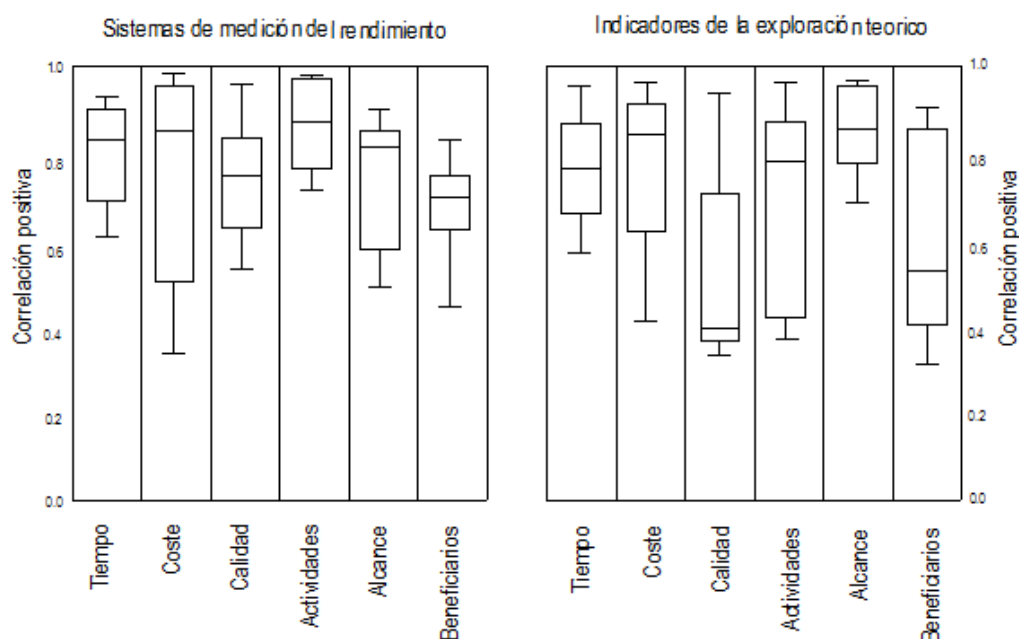 Sistemas de medición del rendimiento
1.0
0.8
0.6
0.4
0.2
0.0
Correlación positiva
Tiempo
Coste
Calidad
Actividades
Alcance
Beneficiarios
Indicadores de la exploración teorico
1.0
0.8
0.6
0.4
0.2
0.0
Correlación positiva
Tiempo
Coste
Calidad
Actividades
Alcance
Beneficiarios